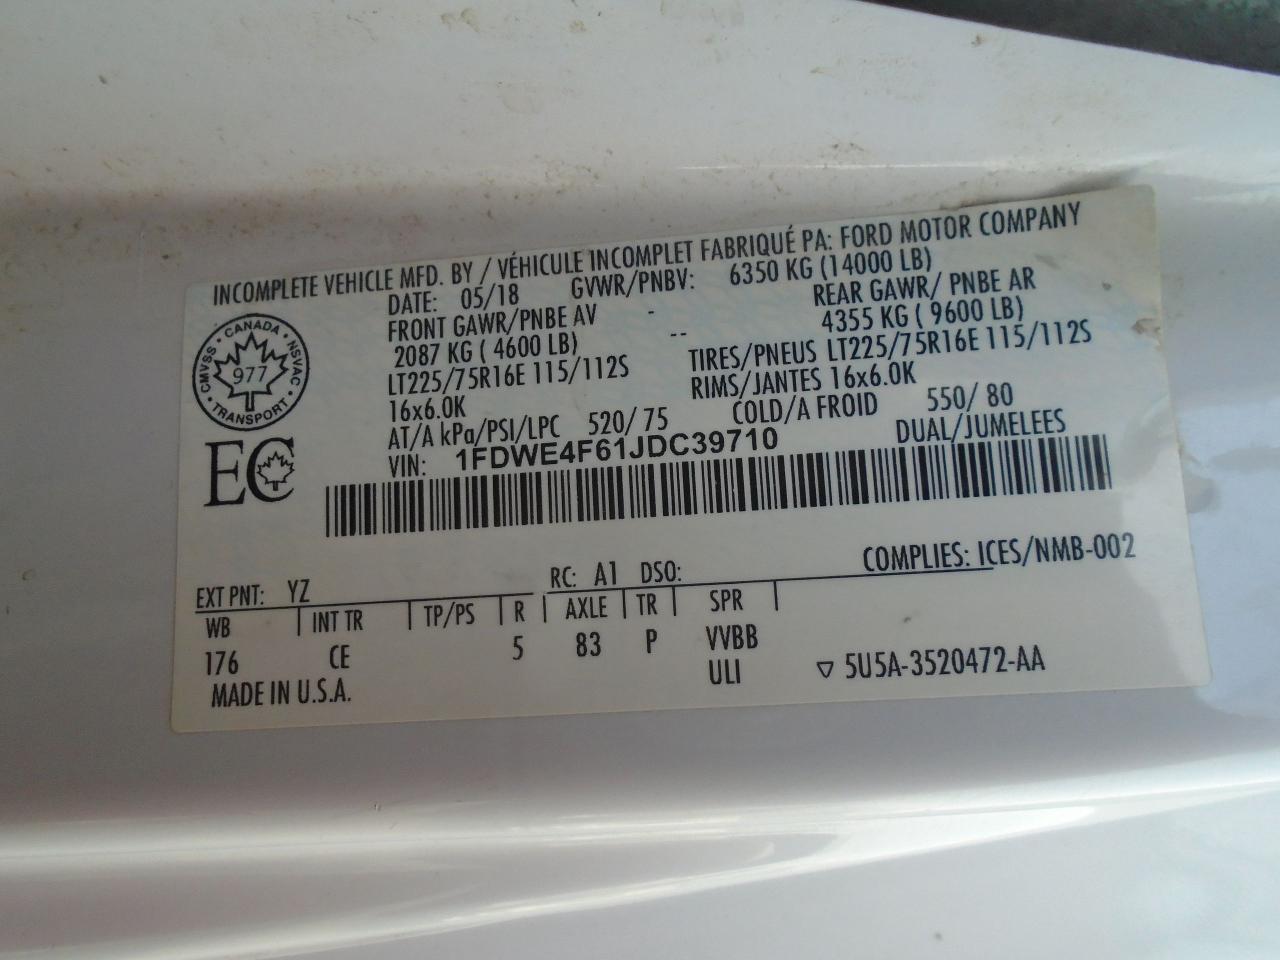 INCOMPLETE VEHICLE MFD. BY / VÉHICULE INCOMPLET FABRIQUÉ PA: FORD MOTOR COMPANY
DATE: 05/18 GVWR/PNBV: 6350 KG (14000 LB)
FRONT GAWR/PNBE AV - REAR GAWR/ PNBE AR
2087 KG ( 4600 LB) -- 4355 KG ( 9600 LB)
LT225/75R16E 115/112S TIRES/PNEUS LT225/75R16E 115/112S
16x6.0K RIMS/JANTES 16x6.0K
AT/A kPa/PSI/LPC 520/ 75 COLD/A FROID 550/ 80
VIN: 1FDWE4F61JDC39710 DUAL/JUMELEES
CANADA · NSVAC · TRANSPORT · CMVSS ·
977
EC
COMPLIES: ICES/NMB-002
EXT PNT: YZ RC: A1 DSO:
WB INT TR TP/PS R AXLE TR SPR
176 CE 5 83 P VVBB
MADE IN U.S.A. ULI ▽ 5U5A-3520472-AA